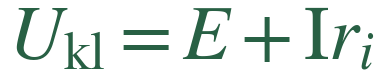 U_kl = E + Ir_i